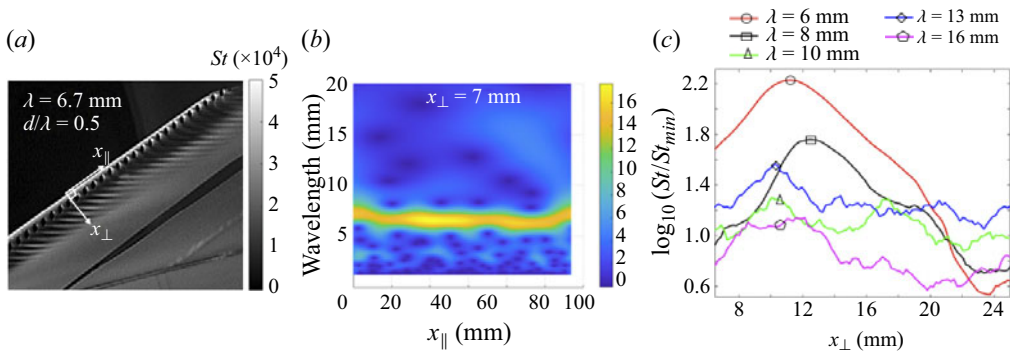 (a)
St (×10⁴)
5
4
3
2
1
0
λ = 6.7 mm
d/λ = 0.5
x∥
x⊥
(b)
x⊥ = 7 mm
Wavelength (mm)
20
15
10
5
0 20 40 60 80 100
x∥ (mm)
16
14
12
10
8
6
4
2
0
(c)
λ = 6 mm
λ = 8 mm
λ = 10 mm
λ = 13 mm
λ = 16 mm
log₁₀ (St/St_min)
2.2
1.8
1.4
1.0
0.6
8 12 16 20 24
x⊥ (mm)